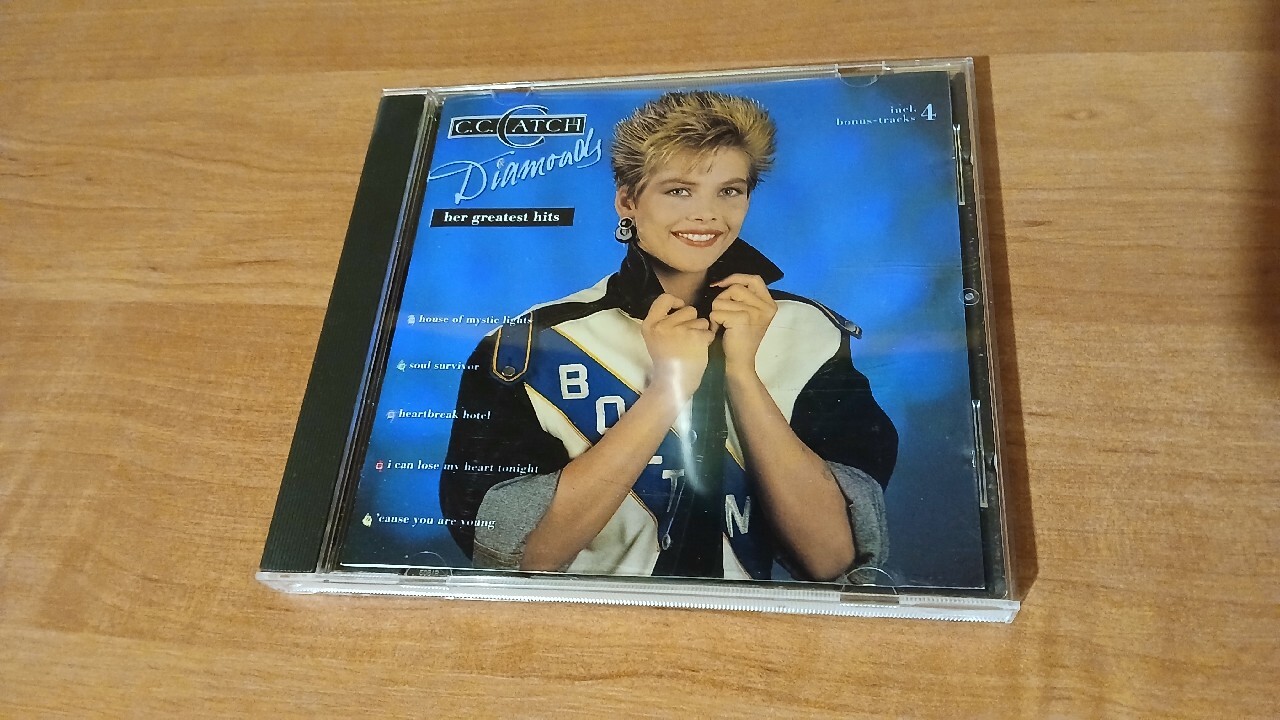 C.C. CATCH
Diamonds
her greatest hits
incl. 4
bonus-tracks
house of mystic lights
soul survivor
heartbreak hotel
i can lose my heart tonight
'cause you are young
BO
T
N